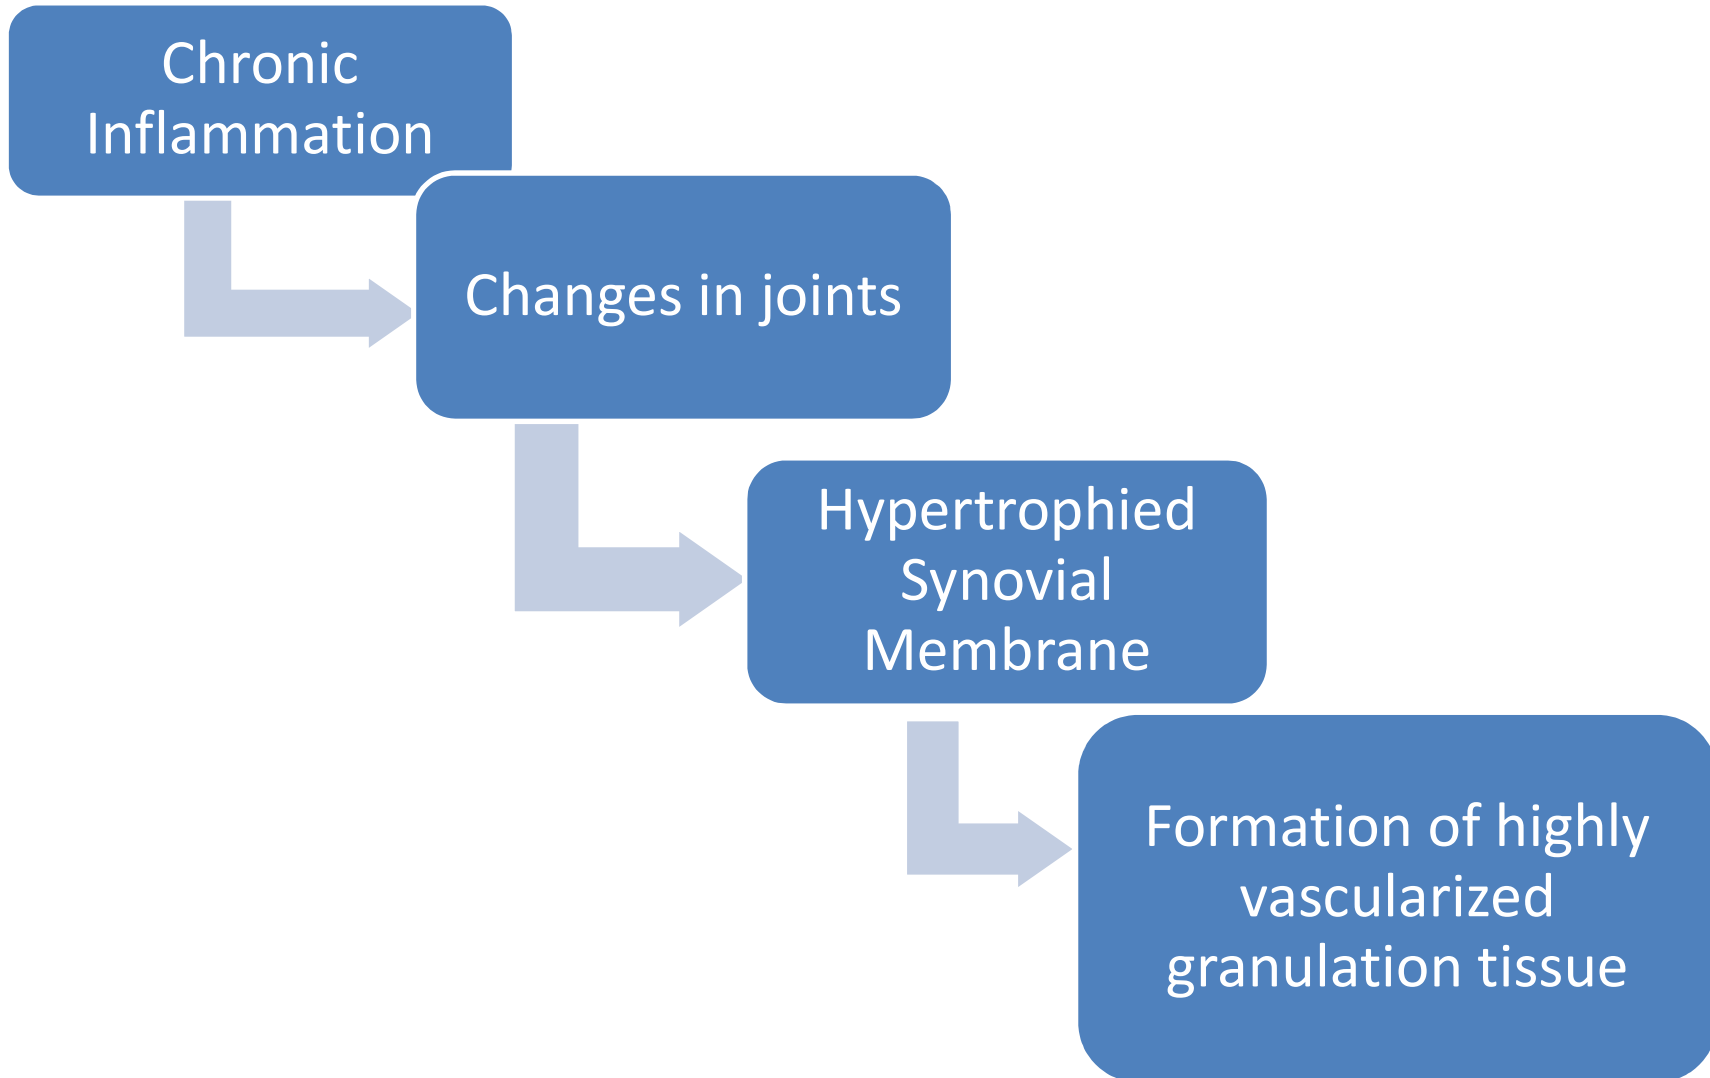 Chronic
Inflammation
Changes in joints
Hypertrophied
Synovial
Membrane
Formation of highly
vascularized
granulation tissue